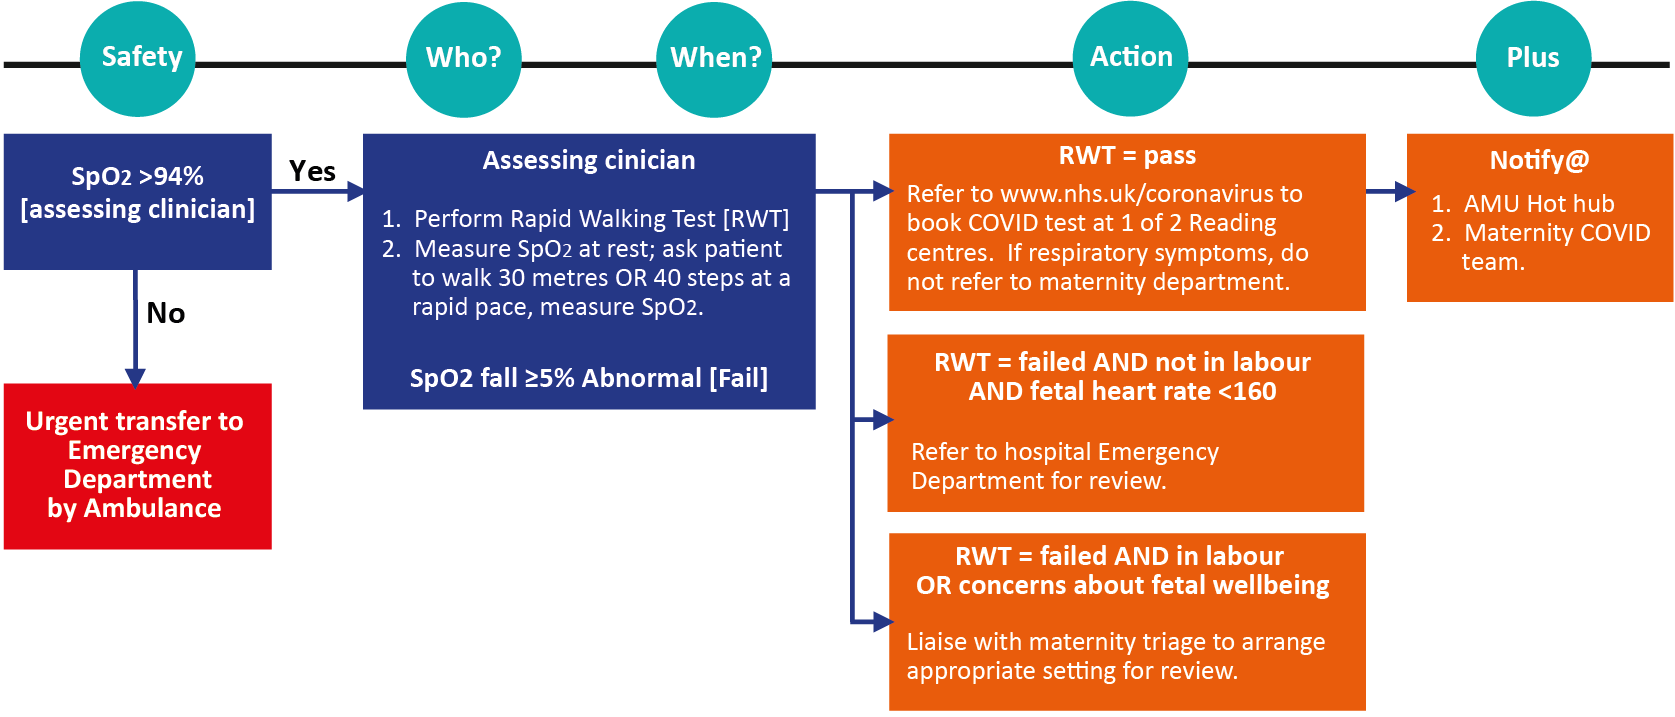 Safety
Who?
When?
Action
Plus
SpO2 >94%
[assessing clinician]
Yes
No
Urgent transfer to
Emergency
Department
by Ambulance
Assessing cinician
1. Perform Rapid Walking Test [RWT]
2. Measure SpO2 at rest; ask patient
to walk 30 metres OR 40 steps at a
rapid pace, measure SpO2.
SpO2 fall ≥5% Abnormal [Fail]
RWT = pass
Refer to www.nhs.uk/coronavirus to
book COVID test at 1 of 2 Reading
centres. If respiratory symptoms, do
not refer to maternity department.
RWT = failed AND not in labour
AND fetal heart rate <160
Refer to hospital Emergency
Department for review.
RWT = failed AND in labour
OR concerns about fetal wellbeing
Liaise with maternity triage to arrange
appropriate setting for review.
Notify@
1. AMU Hot hub
2. Maternity COVID
team.